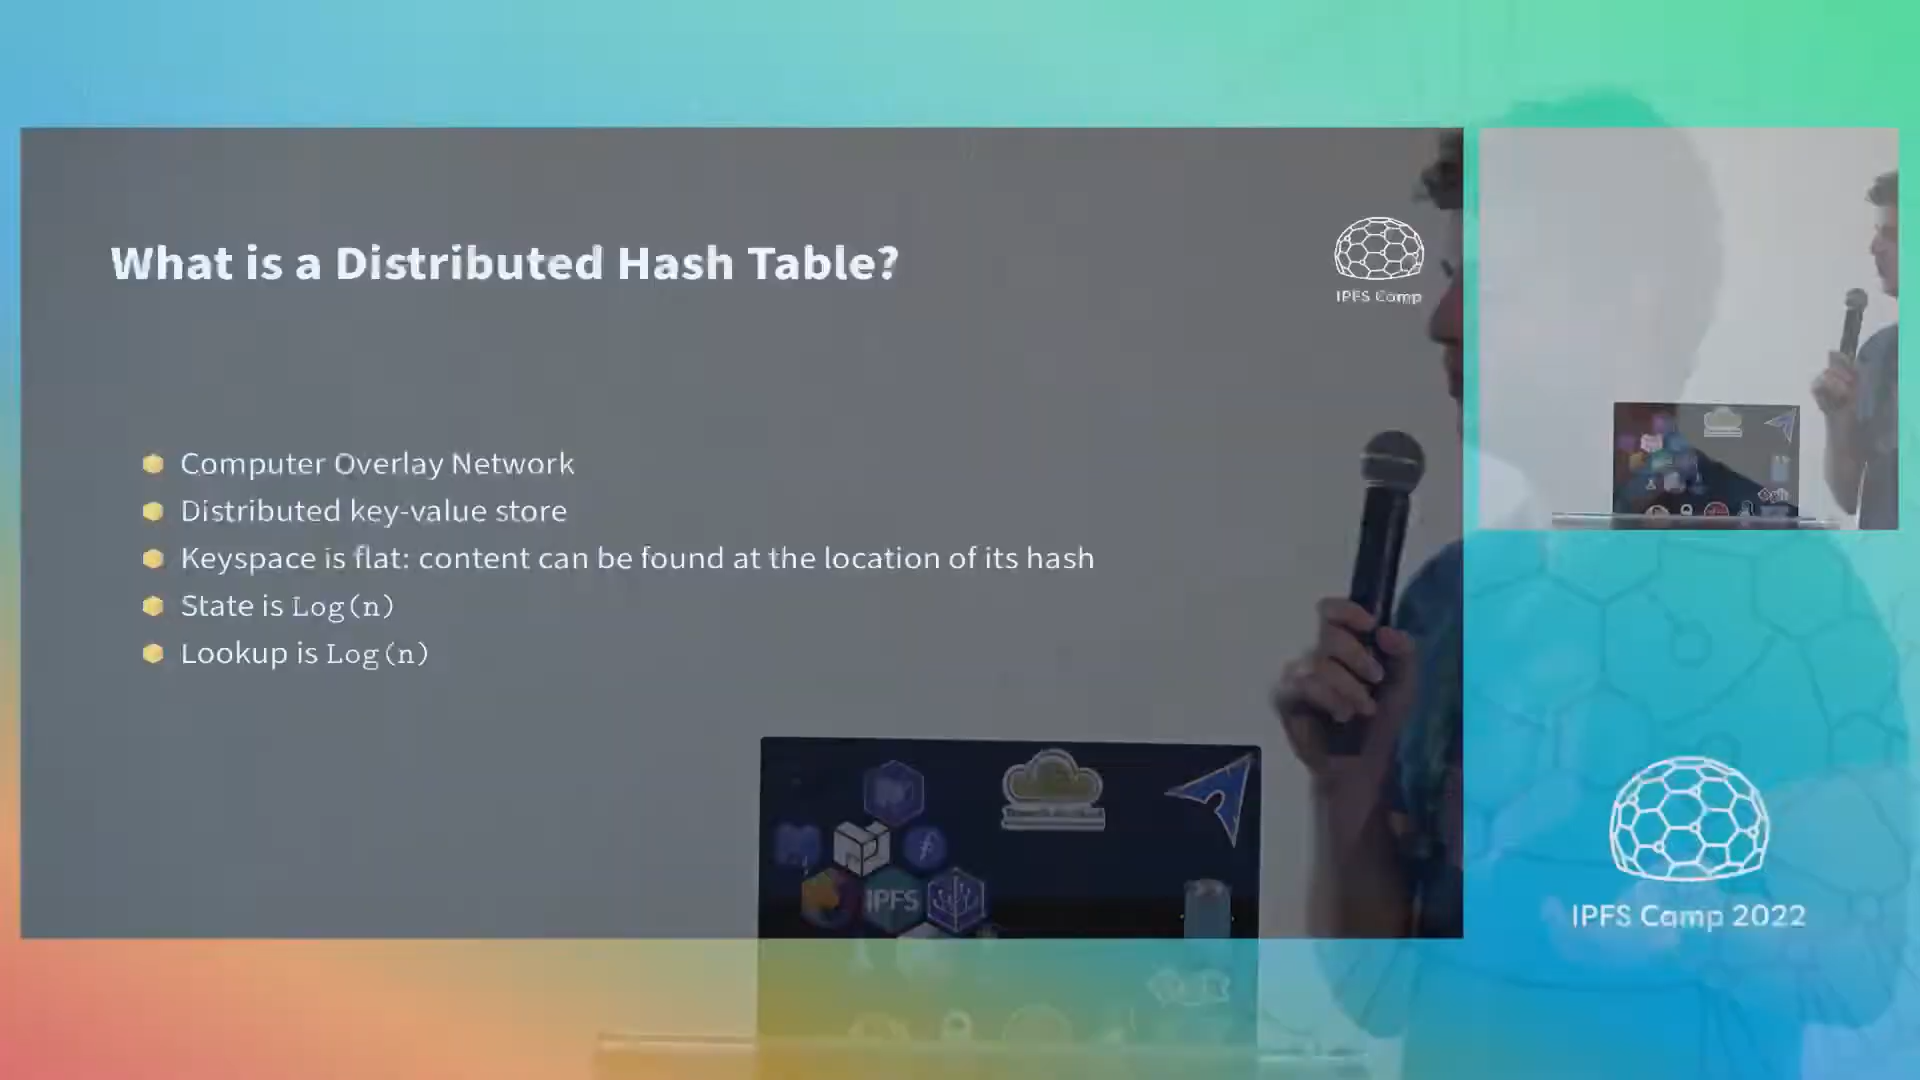 What is a Distributed Hash Table?
IPFS Camp
Computer Overlay Network
Distributed key-value store
Keyspace is flat: content can be found at the location of its hash
State is Log(n)
Lookup is Log(n)
IPFS
IPFS Camp 2022